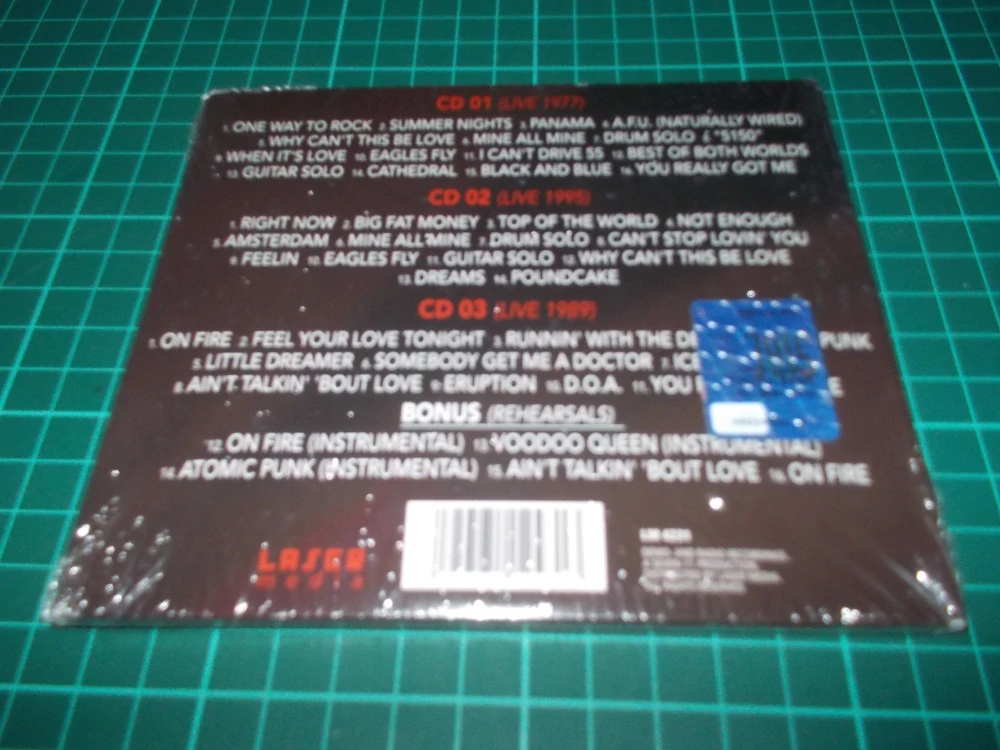 CD 01 (LIVE 1977)
1. ONE WAY TO ROCK 2. SUMMER NIGHTS 3. PANAMA 4. A.F.U. (NATURALLY WIRED)
5. WHY CAN'T THIS BE LOVE 6. MINE ALL MINE 7. DRUM SOLO "5150"
9. WHEN IT'S LOVE 10. EAGLES FLY 11. I CAN'T DRIVE 55 12. BEST OF BOTH WORLDS
13. GUITAR SOLO 14. CATHEDRAL 15. BLACK AND BLUE 16. YOU REALLY GOT ME
CD 02 (LIVE 1995)
1. RIGHT NOW 2. BIG FAT MONEY 3. TOP OF THE WORLD 4. NOT ENOUGH
5. AMSTERDAM 6. MINE ALL MINE 7. DRUM SOLO 8. CAN'T STOP LOVIN' YOU
9. FEELIN 10. EAGLES FLY 11. GUITAR SOLO 12. WHY CAN'T THIS BE LOVE
13. DREAMS 14. POUNDCAKE
CD 03 (LIVE 1989)
1. ON FIRE 2. FEEL YOUR LOVE TONIGHT 3. RUNNIN' WITH THE PUNK
5. LITTLE DREAMER 6. SOMEBODY GET ME A DOCTOR 7. ICE
8. AIN'T TALKIN' 'BOUT LOVE 9. ERUPTION 10. D.O.A. 11. YOU
BONUS (REHEARSALS)
12. ON FIRE (INSTRUMENTAL) 13. VOODOO QUEEN (INSTRUMENTAL)
14. ATOMIC PUNK (INSTRUMENTAL) 15. AIN'T TALKIN' 'BOUT LOVE 16. ON FIRE
LASER
MEDIA